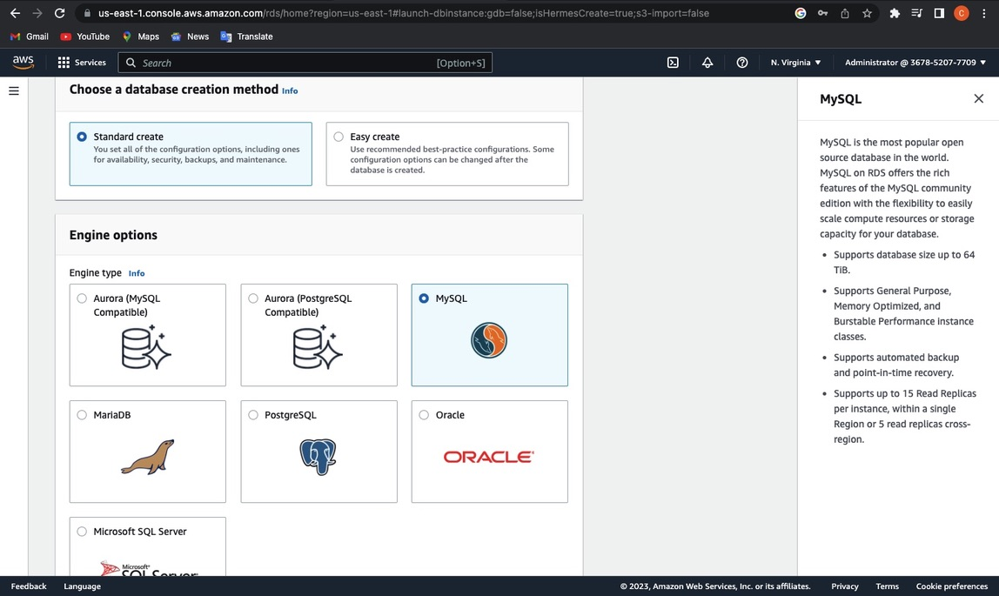 us-east-1.console.aws.amazon.com/rds/home?region=us-east-1#launch-dbinstance:gdb=false;isHermesCreate=true;s3-import=false
C
Gmail YouTube Maps News Translate
aws Services Search [Option+S] N. Virginia ▼ Administrator @ 3678-5207-7709 ▼
Choose a database creation method Info
Standard create
You set all of the configuration options, including ones
for availability, security, backups, and maintenance.
Easy create
Use recommended best-practice configurations. Some
configuration options can be changed after the
database is created.
Engine options
Engine type Info
Aurora (MySQL
Compatible)
Aurora (PostgreSQL
Compatible)
MySQL
MariaDB
PostgreSQL
Oracle
ORACLE
Microsoft SQL Server
Microsoft®
SQL Server
MySQL
MySQL is the most popular open
source database in the world.
MySQL on RDS offers the rich
features of the MySQL community
edition with the flexibility to easily
scale compute resources or storage
capacity for your database.
• Supports database size up to 64
TiB.
• Supports General Purpose,
Memory Optimized, and
Burstable Performance instance
classes.
• Supports automated backup
and point-in-time recovery.
• Supports up to 15 Read Replicas
per instance, within a single
Region or 5 read replicas cross-
region.
Feedback Language © 2023, Amazon Web Services, Inc. or its affiliates. Privacy Terms Cookie preferences